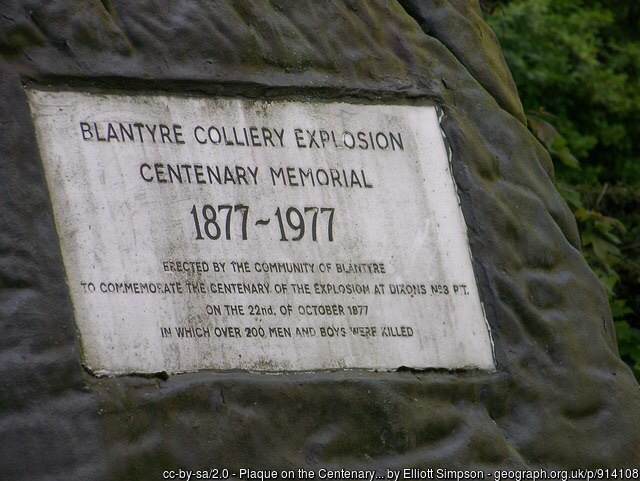 BLANTYRE COLLIERY EXPLOSION
CENTENARY MEMORIAL
1877~1977
ERECTED BY THE COMMUNITY OF BLANTYRE
TO COMMEMORATE THE CENTENARY OF THE EXPLOSION AT DIXONS No3 PIT.
ON THE 22nd. OF OCTOBER 1877
IN WHICH OVER 200 MEN AND BOYS WERE KILLED
cc-by-sa/2.0 - Plaque on the Centenary... by Elliott Simpson - geograph.org.uk/p/914108